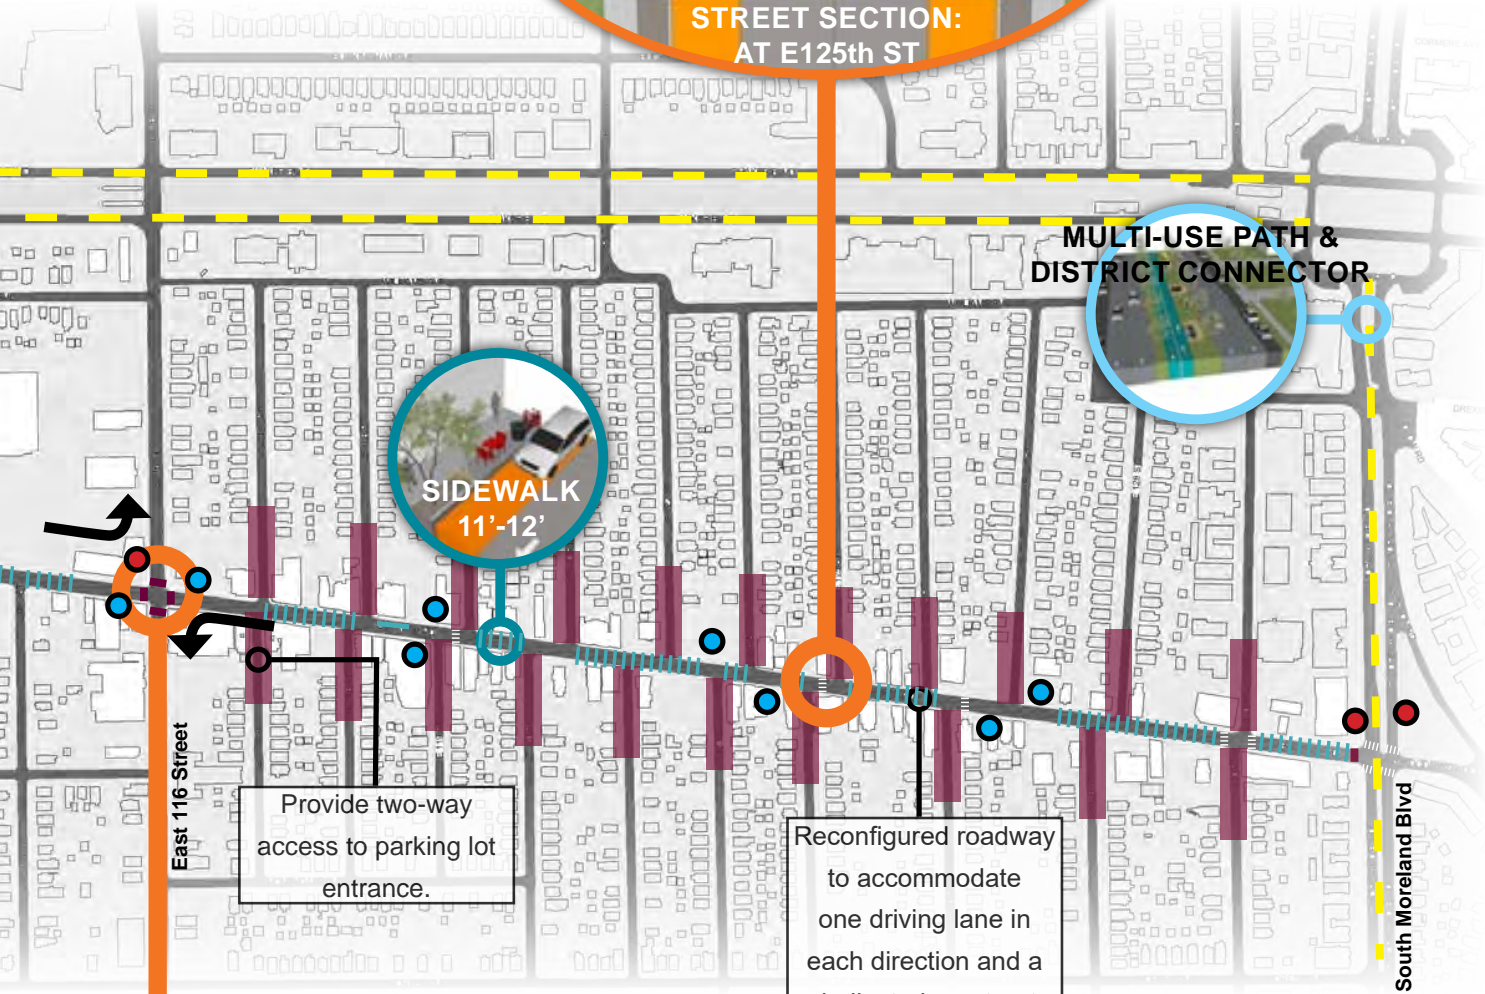 STREET SECTION:
AT E125th ST
MULTI-USE PATH &
DISTRICT CONNECTOR
SIDEWALK
11’-12’
E 128 ST
East 116 Street
Provide two-way
access to parking lot
entrance.
Reconfigured roadway
to accommodate
one driving lane in
each direction and a
South Moreland Blvd